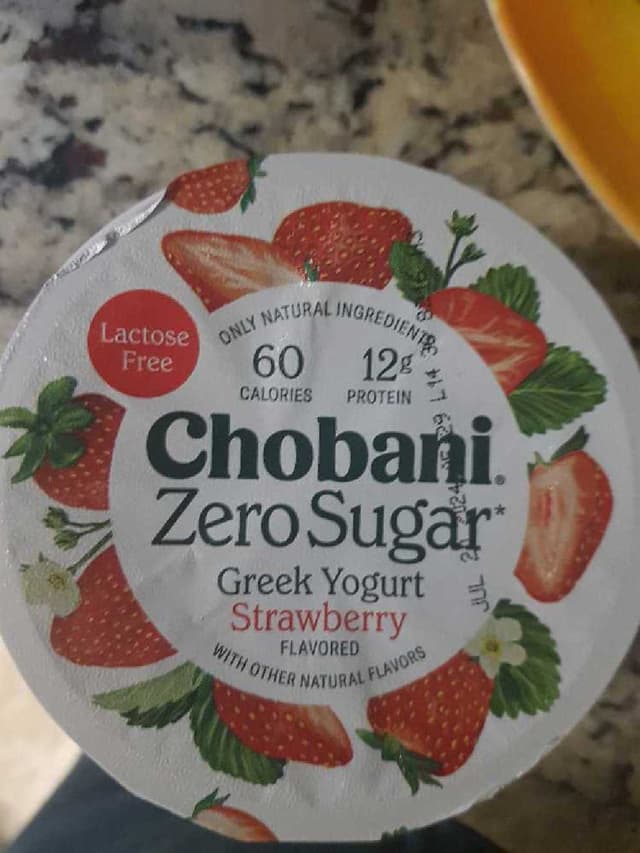 Lactose
Free
ONLY NATURAL INGREDIENTS
60
CALORIES
12g
PROTEIN
Chobani®
Zero Sugar*
Greek Yogurt
Strawberry
FLAVORED
WITH OTHER NATURAL FLAVORS
JUL